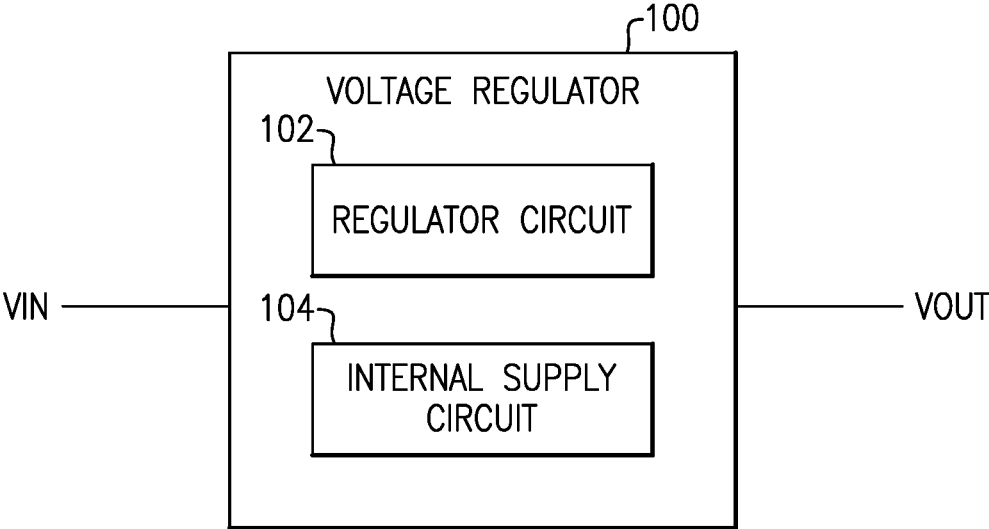 100
VOLTAGE REGULATOR
102
REGULATOR CIRCUIT
VIN
VOUT
104
INTERNAL SUPPLY
CIRCUIT